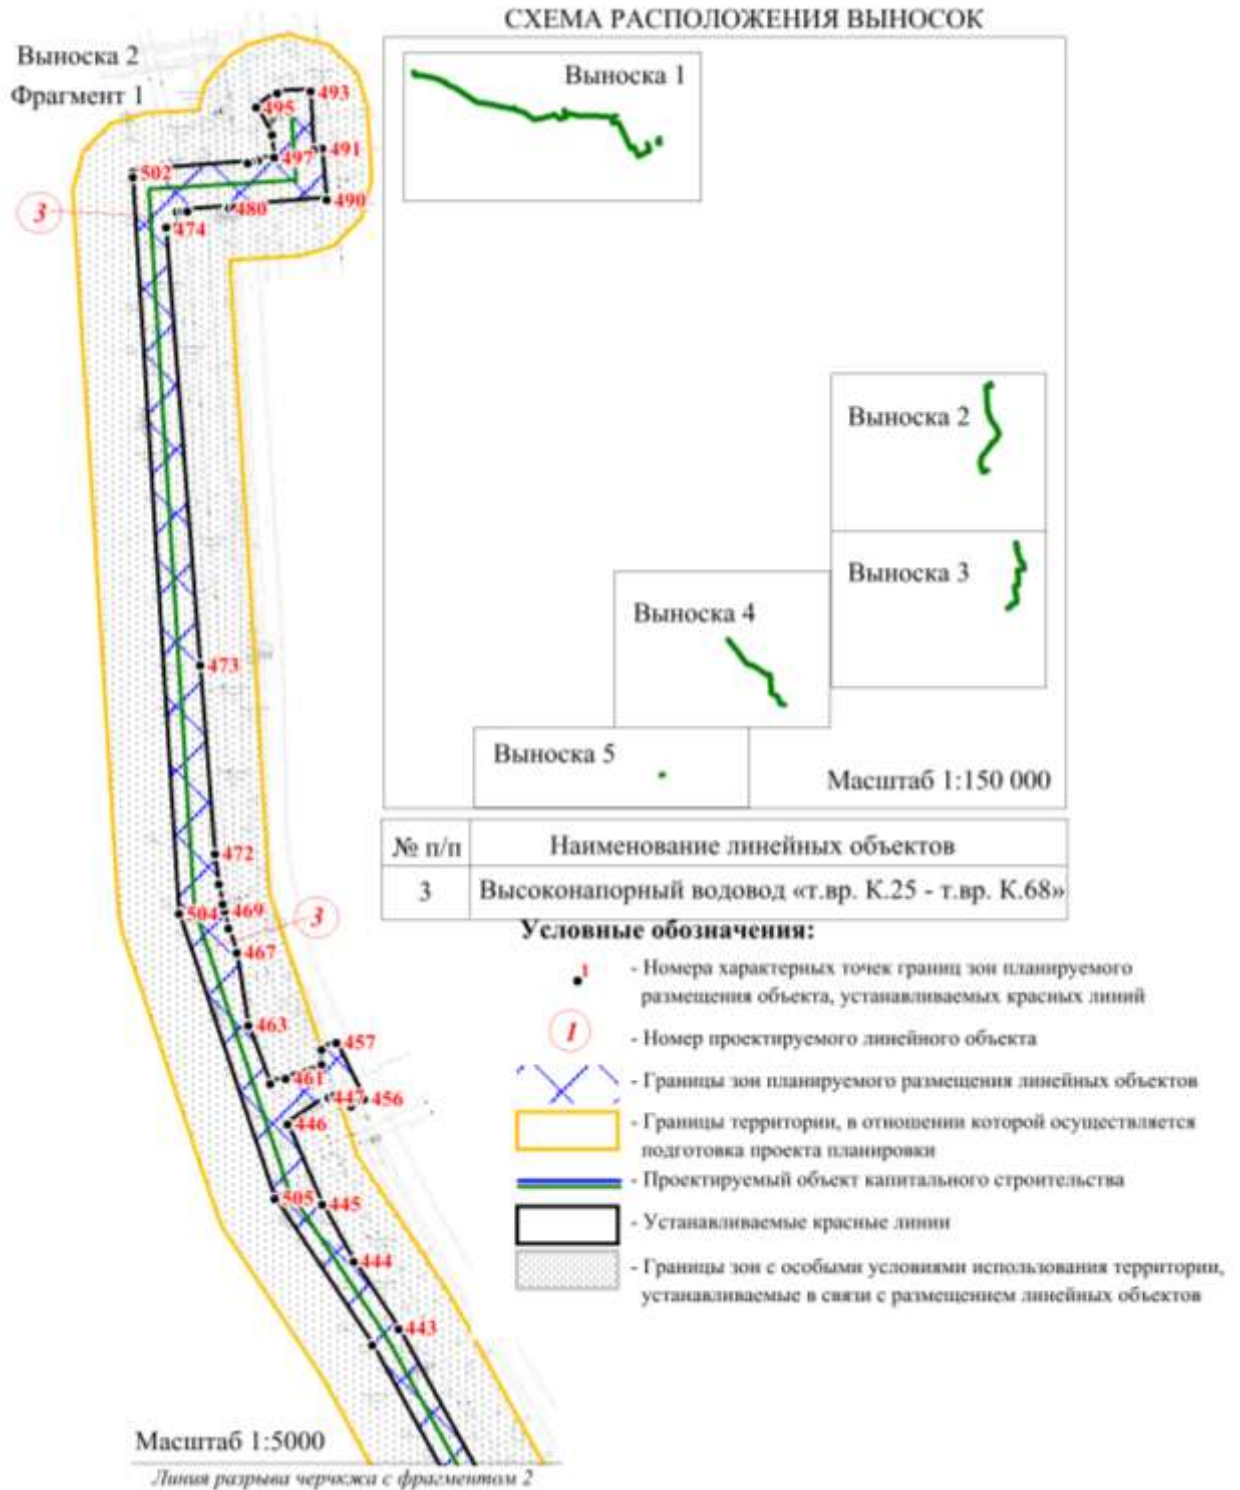 СХЕМА РАСПОЛОЖЕНИЯ ВЫНОСОК
Выноска 2
Фрагмент 1
493
495
491
497
502
490
480
3
474
473
472
469
504
3
467
463
457
461
447
456
446
505
445
444
443
Масштаб 1:5000
Линия разрыва черчкжа с фрагментом 2
Выноска 1
Выноска 2
Выноска 3
Выноска 4
Выноска 5
Масштаб 1:150 000
№ п/п Наименование линейных объектов
3 Высоконапорный водовод «т.вр. К.25 - т.вр. К.68»
Условные обозначения:
1 - Номера характерных точек границ зон планируемого
размещения объекта, устанавливаемых красных линий
1 - Номер проектируемого линейного объекта
- Границы зон планируемого размещения линейных объектов
- Границы территории, в отношении которой осуществляется
подготовка проекта планировки
- Проектируемый объект капитального строительства
- Устанавливаемые красные линии
- Границы зон с особыми условиями использования территории,
устанавливаемые в связи с размещением линейных объектов